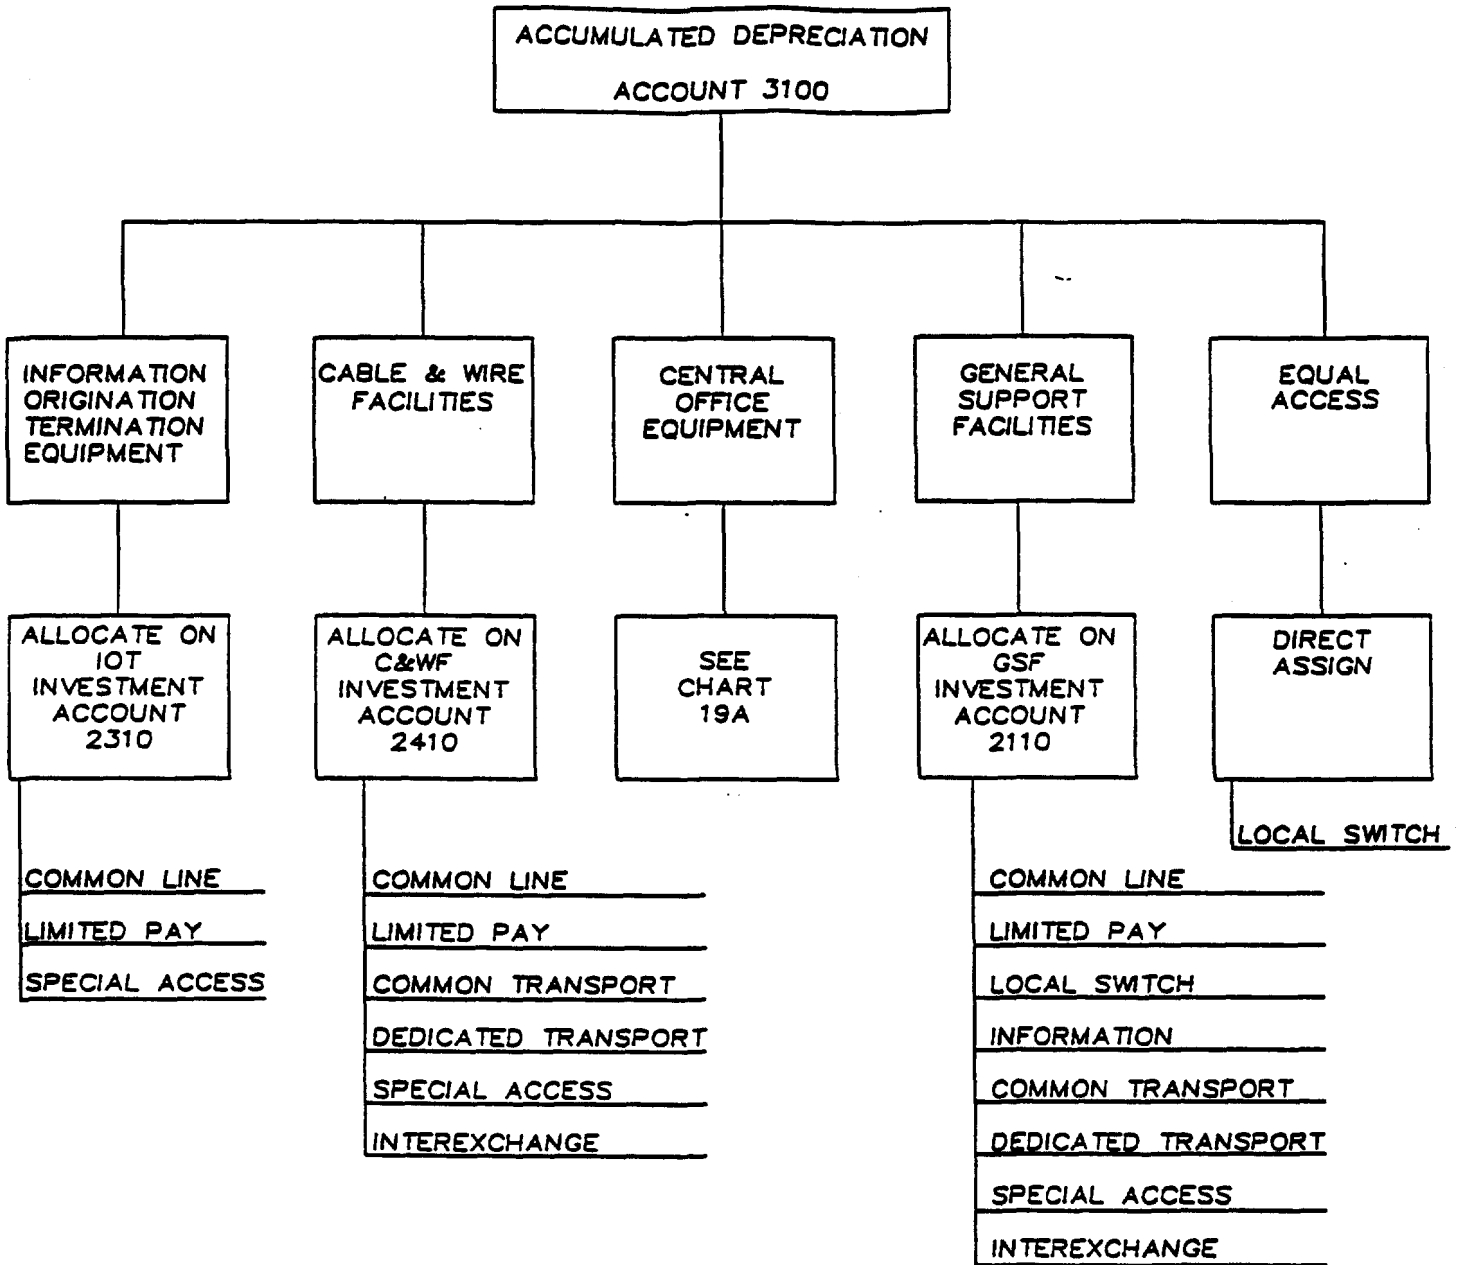 ACCUMULATED DEPRECIATION
ACCOUNT 3100
INFORMATION
ORIGINATION
TERMINATION
EQUIPMENT
CABLE & WIRE
FACILITIES
CENTRAL
OFFICE
EQUIPMENT
GENERAL
SUPPORT
FACILITIES
EQUAL
ACCESS
ALLOCATE ON
IOT
INVESTMENT
ACCOUNT
2310
ALLOCATE ON
C&WF
INVESTMENT
ACCOUNT
2410
SEE
CHART
19A
ALLOCATE ON
GSF
INVESTMENT
ACCOUNT
2110
DIRECT
ASSIGN
COMMON LINE
LIMITED PAY
SPECIAL ACCESS
COMMON LINE
LIMITED PAY
COMMON TRANSPORT
DEDICATED TRANSPORT
SPECIAL ACCESS
INTEREXCHANGE
COMMON LINE
LIMITED PAY
LOCAL SWITCH
INFORMATION
COMMON TRANSPORT
DEDICATED TRANSPORT
SPECIAL ACCESS
INTEREXCHANGE
LOCAL SWITCH